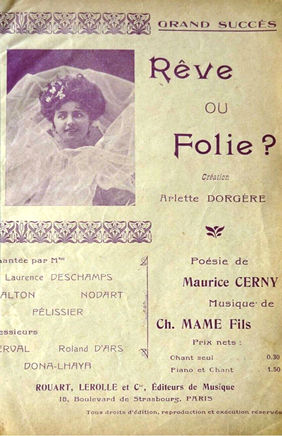 GRAND SUCCÈS
Rêve
OU
Folie ?
Création
Arlette DORGÈRE
hantée par Mmes
Laurence DESCHAMPS
ALTON NODART
PÉLISSIER
essieurs
ERVAL Roland D'ARS
DONA-LHAYA
Poésie de
Maurice CERNY
Musique de
Ch. MAME Fils
Prix nets :
Chant seul 0.30
Piano et Chant 1.50
ROUART, LEROLLE et Cie, Éditeurs de Musique
18, Boulevard de Strasbourg, PARIS
Tous droits d'édition, reproduction et exécution réservés